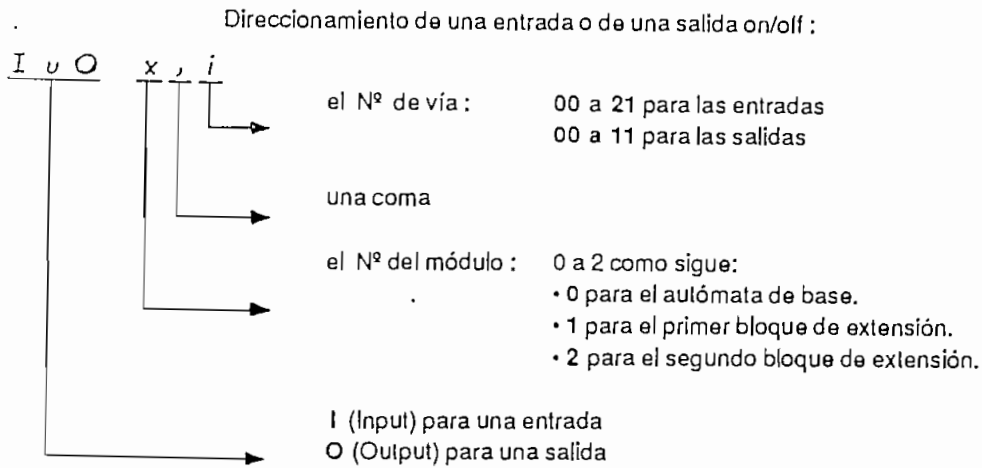 Direccionamiento de una entrada o de una salida on/off :
I u O x , i
el Nº de vía : 00 a 21 para las entradas
00 a 11 para las salidas
una coma
el Nº del módulo : 0 a 2 como sigue:
• 0 para el autómata de base.
• 1 para el primer bloque de extensión.
• 2 para el segundo bloque de extensión.
I (Input) para una entrada
O (Output) para una salida